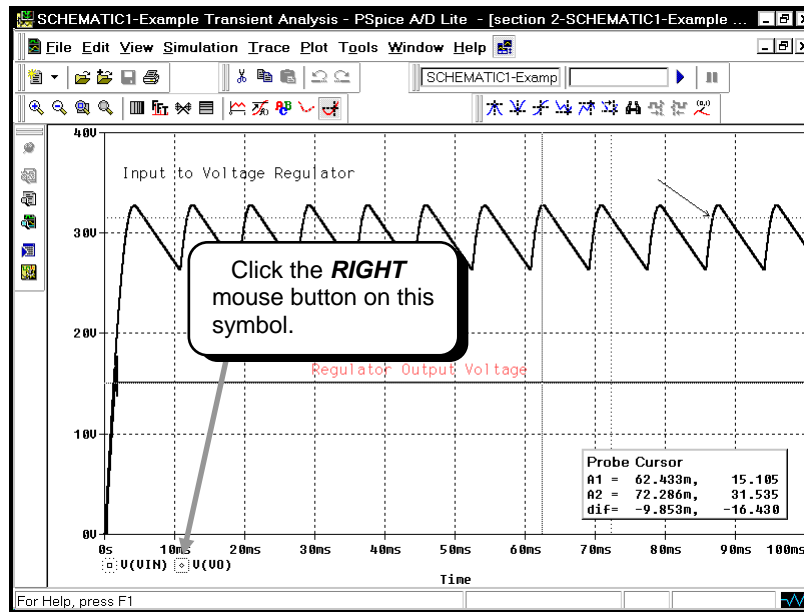 SCHEMATIC1-Example Transient Analysis - PSpice A/D Lite - [section 2-SCHEMATIC1-Example ...
File Edit View Simulation Trace Plot Tools Window Help
SCHEMATIC1-Examp
40V
Input to Voltage Regulator
30V
Click the RIGHT
mouse button on this
symbol.
20V
Regulator Output Voltage
10V
Probe Cursor
A1 = 62.433m, 15.105
A2 = 72.286m, 31.535
dif= -9.853m, -16.430
0V
0s 10ms 20ms 30ms 40ms 50ms 60ms 70ms 80ms 90ms 100ms
V(VIN) V(VO)
Time
For Help, press F1